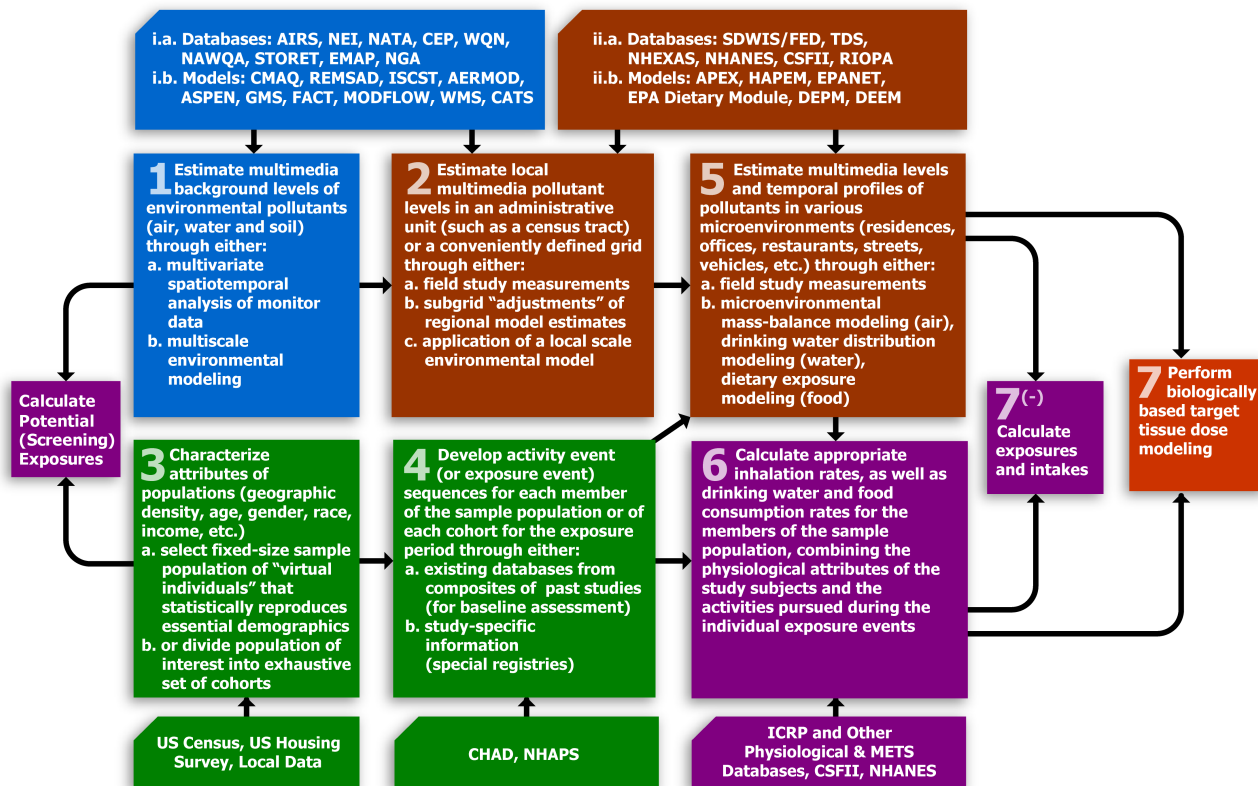 i.a. Databases: AIRS, NEI, NATA, CEP, WQN,
NAWQA, STORET, EMAP, NGA
i.b. Models: CMAQ, REMSAD, ISCST, AERMOD,
ASPEN, GMS, FACT, MODFLOW, WMS, CATS
ii.a. Databases: SDWIS/FED, TDS,
NHEXAS, NHANES, CSFII, RIOPA
ii.b. Models: APEX, HAPEM, EPANET,
EPA Dietary Module, DEPM, DEEM
1 Estimate multimedia
background levels of
environmental pollutants
(air, water and soil)
through either:
a. multivariate
spatiotemporal
analysis of monitor
data
b. multiscale
environmental
modeling
2 Estimate local
multimedia pollutant
levels in an administrative
unit (such as a census tract)
or a conveniently defined grid
through either:
a. field study measurements
b. subgrid “adjustments” of
regional model estimates
c. application of a local scale
environmental model
5 Estimate multimedia levels
and temporal profiles of
pollutants in various
microenvironments (residences,
offices, restaurants, streets,
vehicles, etc.) through either:
a. field study measurements
b. microenvironmental
mass-balance modeling (air),
drinking water distribution
modeling (water),
dietary exposure
modeling (food)
Calculate
Potential
(Screening)
Exposures
7(-)
Calculate
exposures
and intakes
7 Perform
biologically
based target
tissue dose
modeling
3 Characterize
attributes of
populations (geographic
density, age, gender, race,
income, etc.)
a. select fixed-size sample
population of “virtual
individuals” that
statistically reproduces
essential demographics
b. or divide population of
interest into exhaustive
set of cohorts
4 Develop activity event
(or exposure event)
sequences for each member
of the sample population or of
each cohort for the exposure
period through either:
a. existing databases from
composites of past studies
(for baseline assessment)
b. study-specific
information
(special registries)
6 Calculate appropriate
inhalation rates, as well as
drinking water and food
consumption rates for the
members of the sample
population, combining the
physiological attributes of the
study subjects and the
activities pursued during the
individual exposure events
US Census, US Housing
Survey, Local Data
CHAD, NHAPS
ICRP and Other
Physiological & METS
Databases, CSFII, NHANES